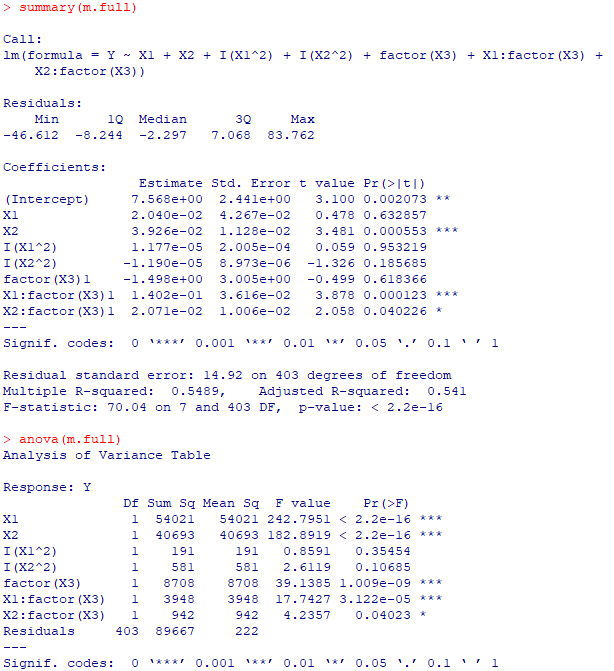 > summary(m.full)
Call:
lm(formula = Y ~ X1 + X2 + I(X1^2) + I(X2^2) + factor(X3) + X1:factor(X3) +
    X2:factor(X3))
Residuals:
    Min      1Q  Median      3Q     Max
-46.612  -8.244  -2.297   7.068  83.762
Coefficients:
                 Estimate Std. Error t value Pr(>|t|)
(Intercept)     7.568e+00  2.441e+00   3.100 0.002073 **
X1              2.040e-02  4.267e-02   0.478 0.632857
X2              3.926e-02  1.128e-02   3.481 0.000553 ***
I(X1^2)         1.177e-05  2.005e-04   0.059 0.953219
I(X2^2)        -1.190e-05  8.973e-06  -1.326 0.185685
factor(X3)1    -1.498e+00  3.005e+00  -0.499 0.618366
X1:factor(X3)1  1.402e-01  3.616e-02   3.878 0.000123 ***
X2:factor(X3)1  2.071e-02  1.006e-02   2.058 0.040226 *
---
Signif. codes:  0 ‘***’ 0.001 ‘**’ 0.01 ‘*’ 0.05 ‘.’ 0.1 ‘ ’ 1
Residual standard error: 14.92 on 403 degrees of freedom
Multiple R-squared:  0.5489,    Adjusted R-squared:  0.541
F-statistic: 70.04 on 7 and 403 DF,  p-value: < 2.2e-16
> anova(m.full)
Analysis of Variance Table
Response: Y
               Df Sum Sq Mean Sq  F value    Pr(>F)
X1              1  54021   54021 242.7951 < 2.2e-16 ***
X2              1  40693   40693 182.8919 < 2.2e-16 ***
I(X1^2)         1    191     191   0.8591   0.35454
I(X2^2)         1    581     581   2.6119   0.10685
factor(X3)      1   8708    8708  39.1385 1.009e-09 ***
X1:factor(X3)   1   3948    3948  17.7427 3.122e-05 ***
X2:factor(X3)   1    942     942   4.2357   0.04023 *
Residuals     403  89667     222
---
Signif. codes:  0 ‘***’ 0.001 ‘**’ 0.01 ‘*’ 0.05 ‘.’ 0.1 ‘ ’ 1